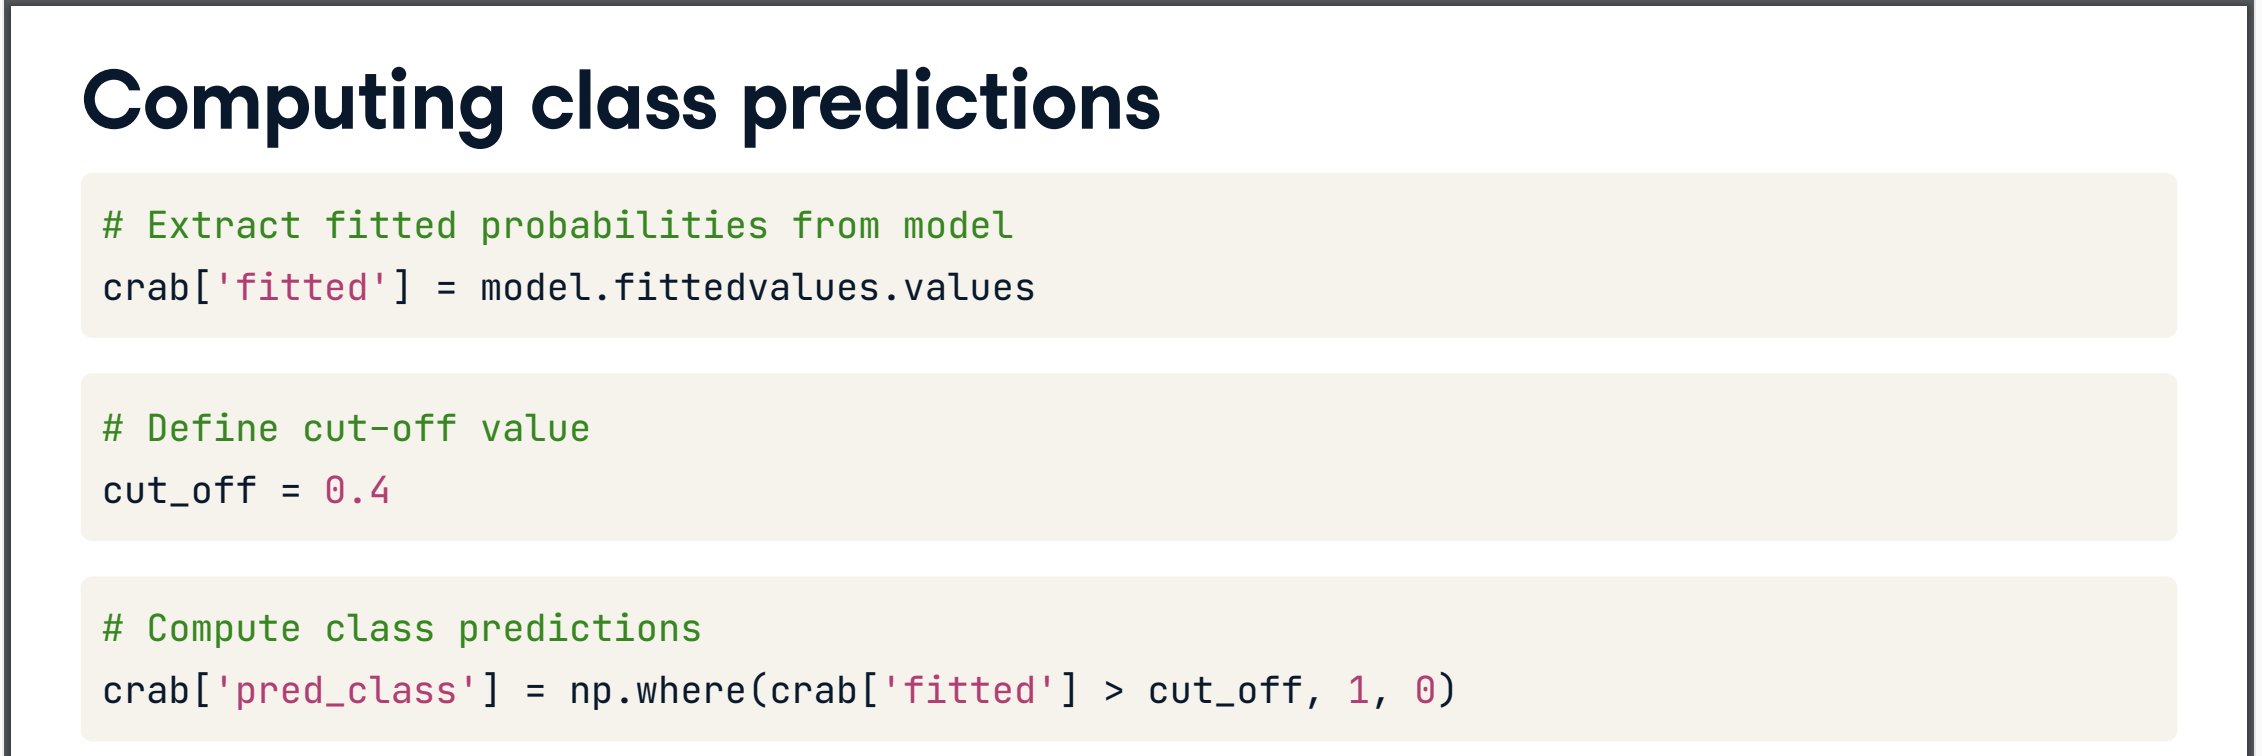 Computing class predictions
# Extract fitted probabilities from model
crab['fitted'] = model.fittedvalues.values
# Define cut-off value
cut_off = 0.4
# Compute class predictions
crab['pred_class'] = np.where(crab['fitted'] > cut_off, 1, 0)